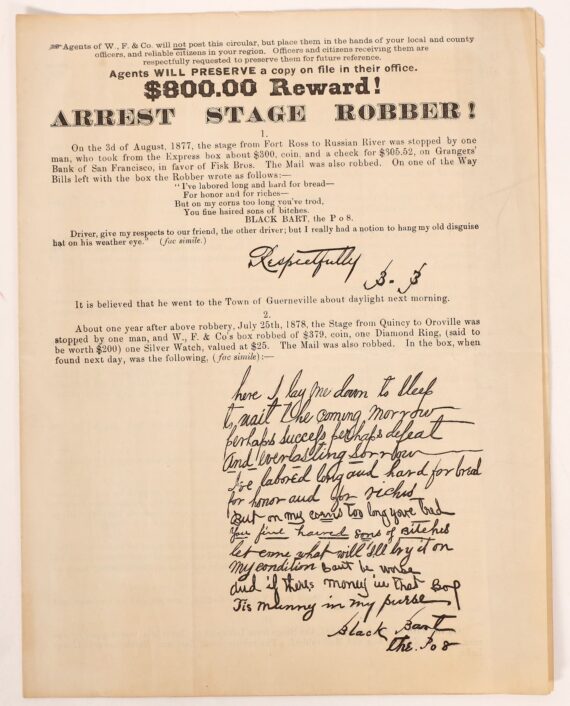 Agents of W., F. & Co. will not post this circular, but place them in the hands of your local and county
officers, and reliable citizens in your region. Officers and citizens receiving them are
respectfully requested to preserve them for future reference.
Agents WILL PRESERVE a copy on file in their office.
$800.00 Reward!
ARREST STAGE ROBBER!
1.
On the 3d of August, 1877, the stage from Fort Ross to Russian River was stopped by one
man, who took from the Express box about $300, coin, and a check for $305.52, on Grangers'
Bank of San Francisco, in favor of Fisk Bros. The Mail was also robbed. On one of the Way
Bills left with the box the Robber wrote as follows:—
"I've labored long and hard for bread—
For honor and for riches—
But on my corns too long you've trod,
You fine haired sons of bitches.
BLACK BART, the P o 8.
Driver, give my respects to our friend, the other driver; but I really had a notion to hang my old disguise
hat on his weather eye." (fac simile.)
Respectfully
B. B
It is believed that he went to the Town of Guerneville about daylight next morning.
2.
About one year after above robbery, July 25th, 1878, the Stage from Quincy to Oroville was
stopped by one man, and W., F. & Co's box robbed of $379, coin, one Diamond Ring, (said to
be worth $200) one Silver Watch, valued at $25. The Mail was also robbed. In the box, when
found next day, was the following, (fac simile):—
here I lay me down to Sleep
to wait the coming morrow
perhaps success perhaps defeat
And everlasting Sorrow
I've labored long and hard for bred
for honor and for riches
But on my corns too long youve tred
You fine haired sons of Bitches
let come what will I'll try it on
My condition cant be worse
and if theres money in that Box
Tis munny in my purse
Black Bart
the Po 8